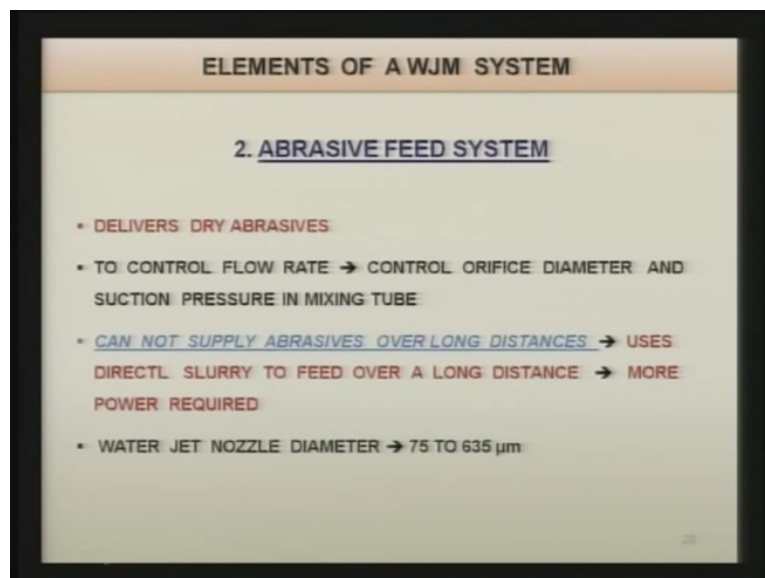 ELEMENTS OF A WJM SYSTEM
2. ABRASIVE FEED SYSTEM
▪ DELIVERS DRY ABRASIVES
▪ TO CONTROL FLOW RATE ➔ CONTROL ORIFICE DIAMETER AND
SUCTION PRESSURE IN MIXING TUBE
▪ CAN NOT SUPPLY ABRASIVES OVER LONG DISTANCES ➔ USES
DIRECTL SLURRY TO FEED OVER A LONG DISTANCE ➔ MORE
POWER REQUIRED
▪ WATER JET NOZZLE DIAMETER ➔ 75 TO 635 µm